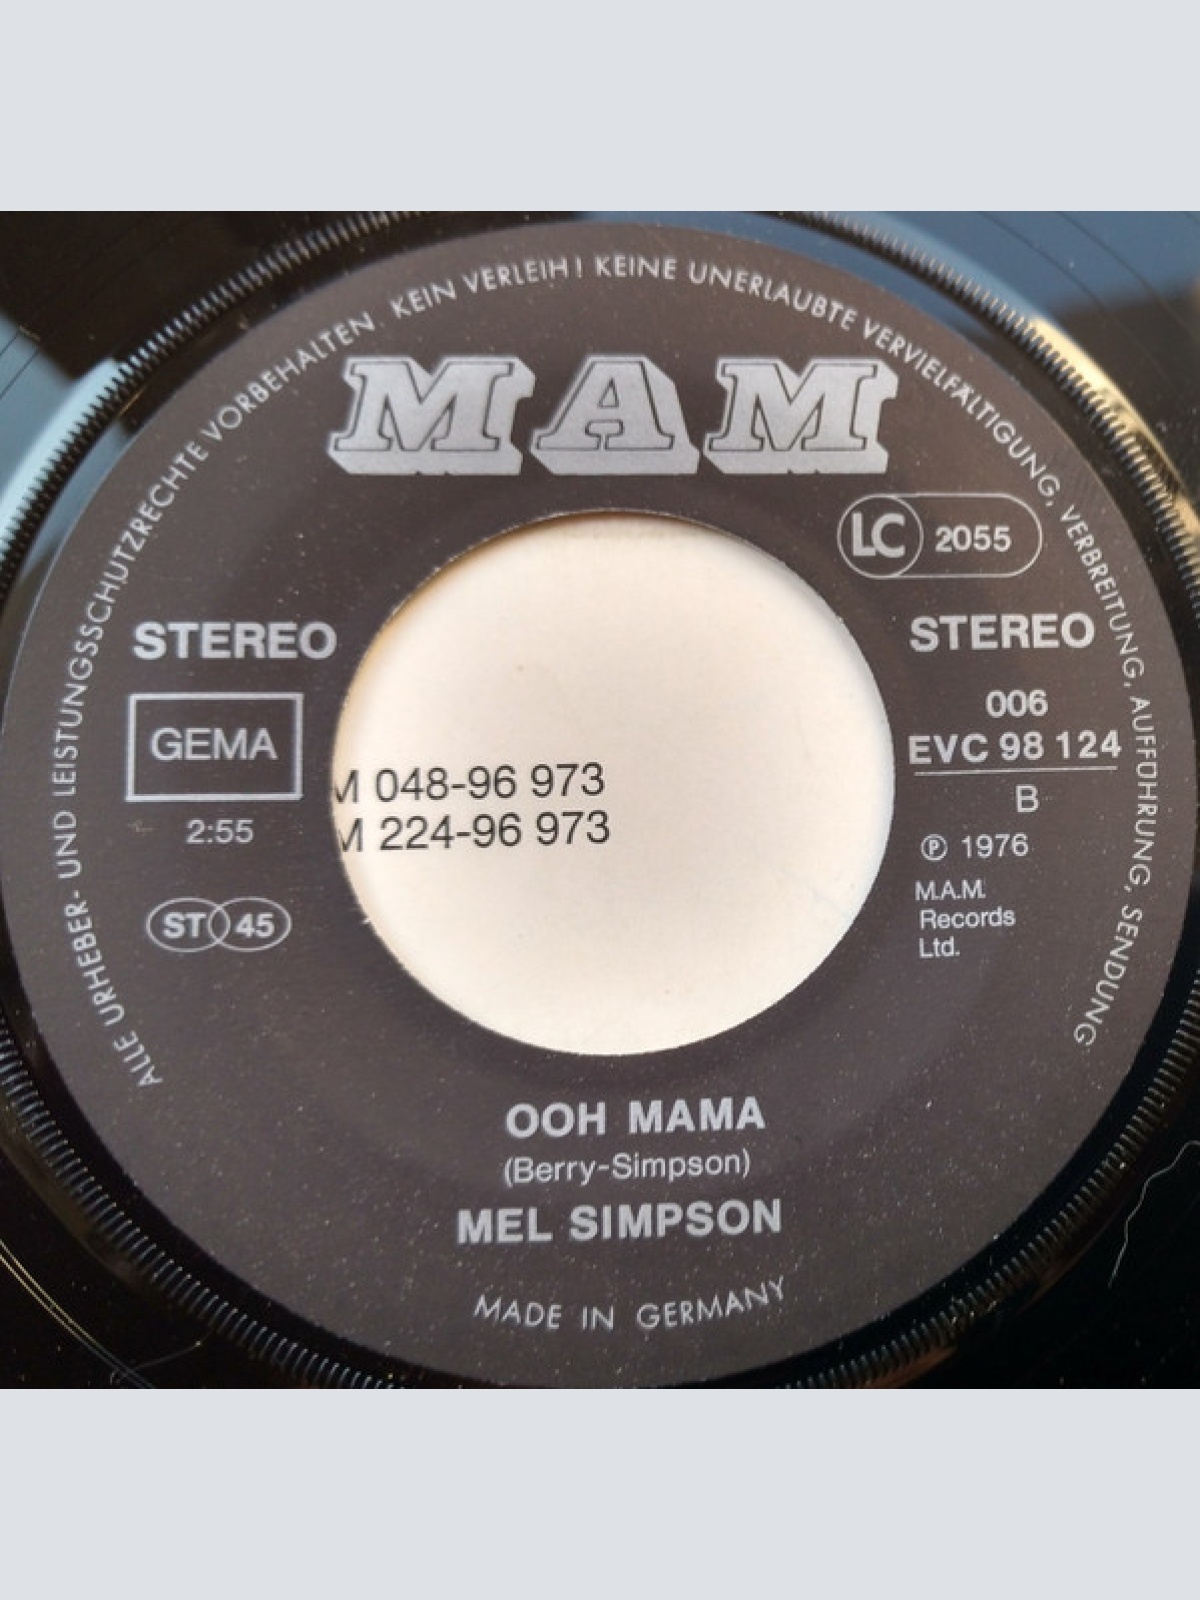 ALLE URHEBER- UND LEISTUNGSSCHUTZRECHTE VORBEHALTEN. KEIN VERLEIH! KEINE UNERLAUBTE VERVIELFÄLTIGUNG, VERBREITUNG, AUFFÜHRUNG, SENDUNG
MAM
LC 2055
STEREO
STEREO
GEMA
2:55
ST 45
006
EVC 98 124
B
℗ 1976
M.A.M.
Records
Ltd.
M 048-96 973
M 224-96 973
OOH MAMA
(Berry-Simpson)
MEL SIMPSON
MADE IN GERMANY